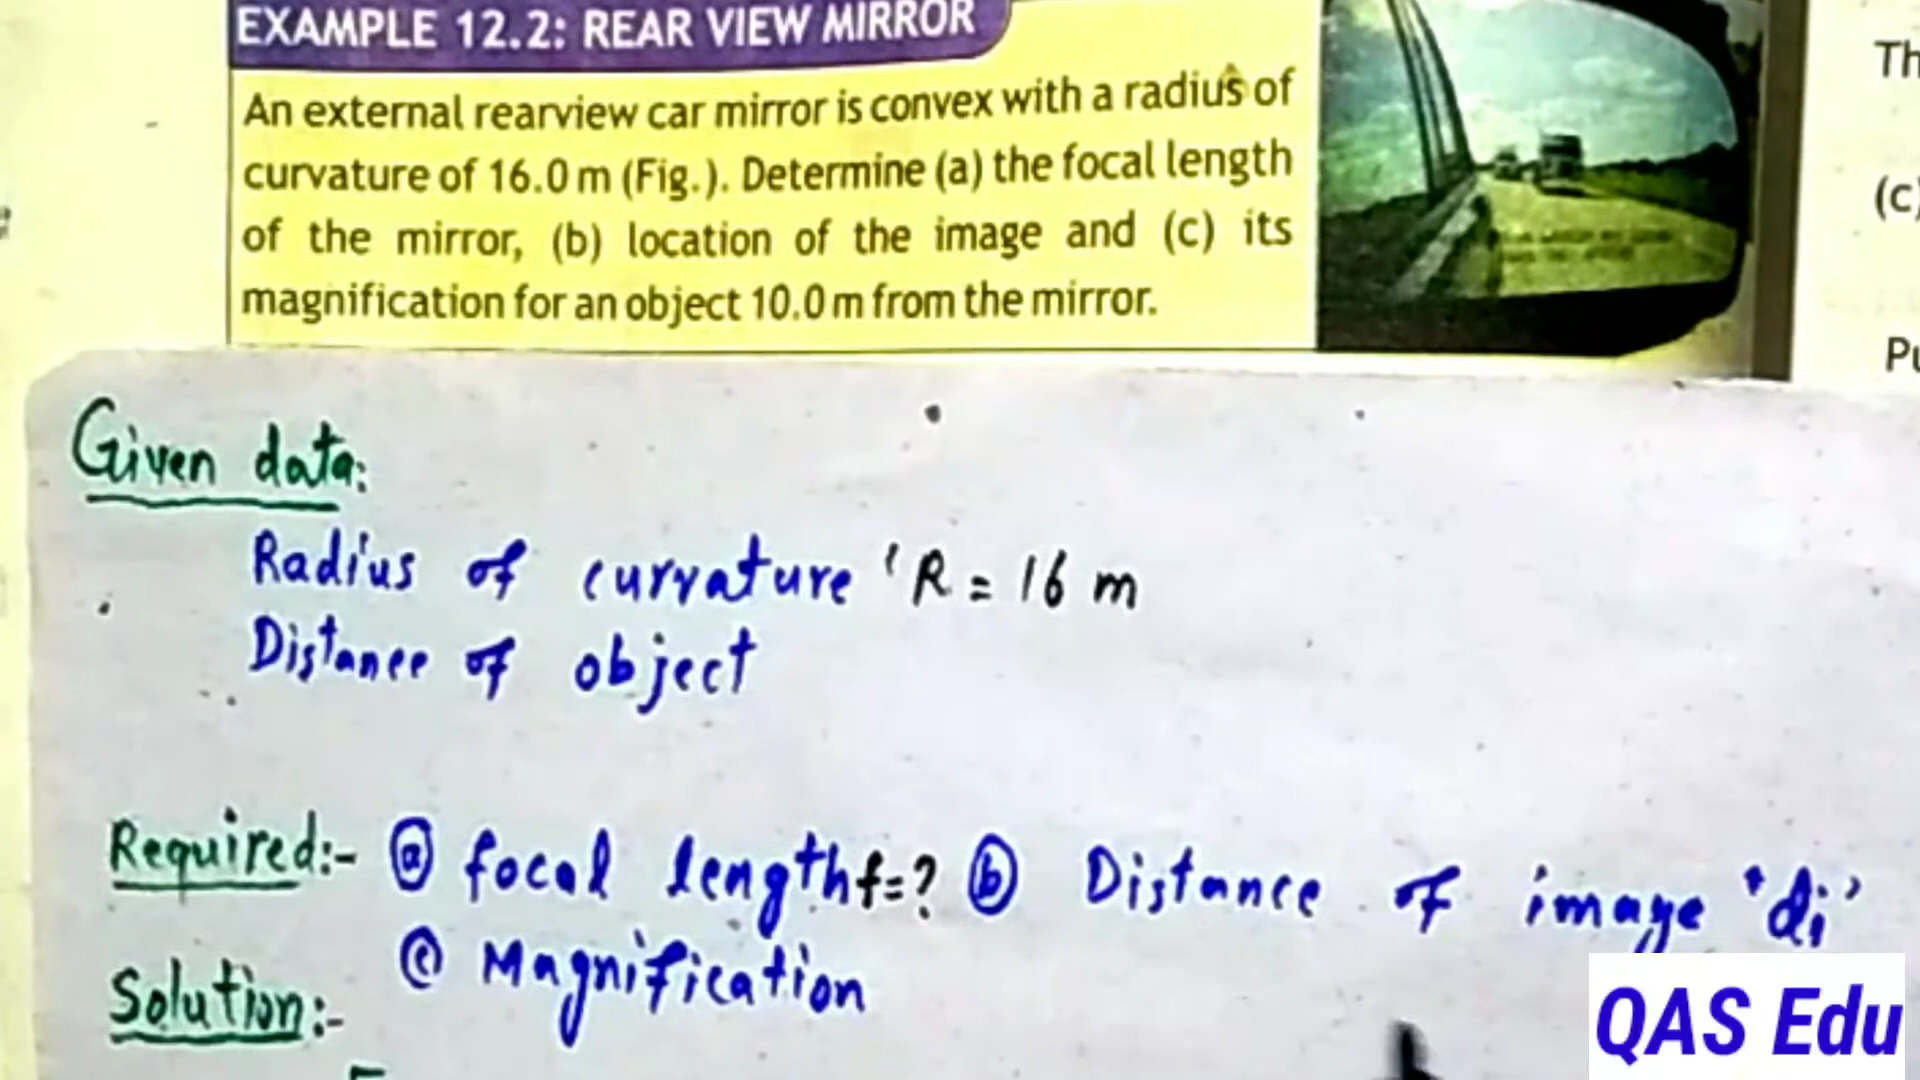 EXAMPLE 12.2: REAR VIEW MIRROR
An external rearview car mirror is convex with a radius of
curvature of 16.0 m (Fig.). Determine (a) the focal length
of the mirror, (b) location of the image and (c) its
magnification for an object 10.0 m from the mirror.
Th
(c)
Pu
Given data:
Radius of curvature 'R = 16 m
Distance of object
Required:- (a) focal length f=? (b) Distance of image 'di'
(c) Magnification
Solution:-
QAS Edu